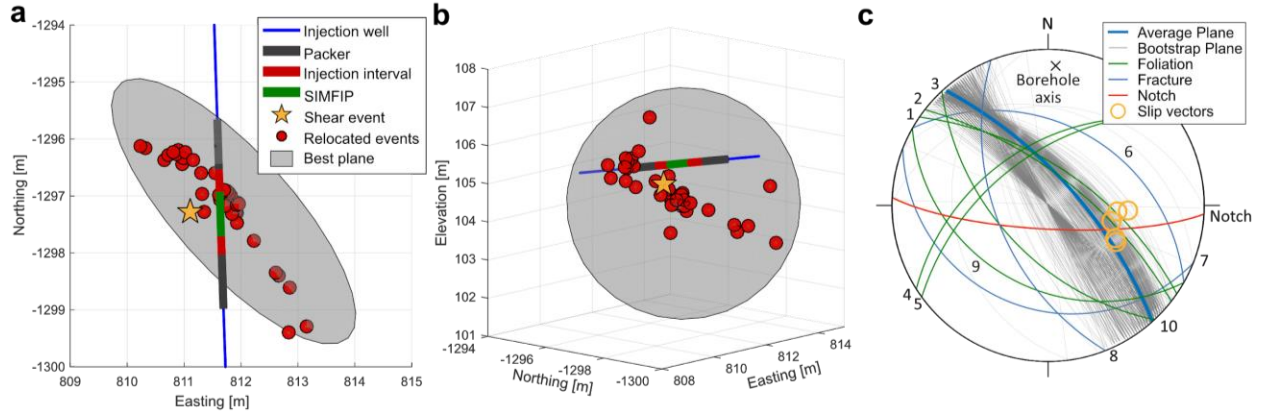 a
-1294
-1295
-1296
-1297
-1298
-1299
-1300
Northing [m]
809
810
811
812
813
814
815
Easting [m]
Injection well
Packer
Injection interval
SIMFIP
Shear event
Relocated events
Best plane
b
108
107
106
105
104
103
102
101
Elevation [m]
-1294
-1296
-1298
-1300
Northing [m]
808
810
812
814
Easting [m]
c
N
Borehole
axis
Average Plane
Bootstrap Plane
Foliation
Fracture
Notch
Slip vectors
3
2
1
6
Notch
9
7
4
5
10
8